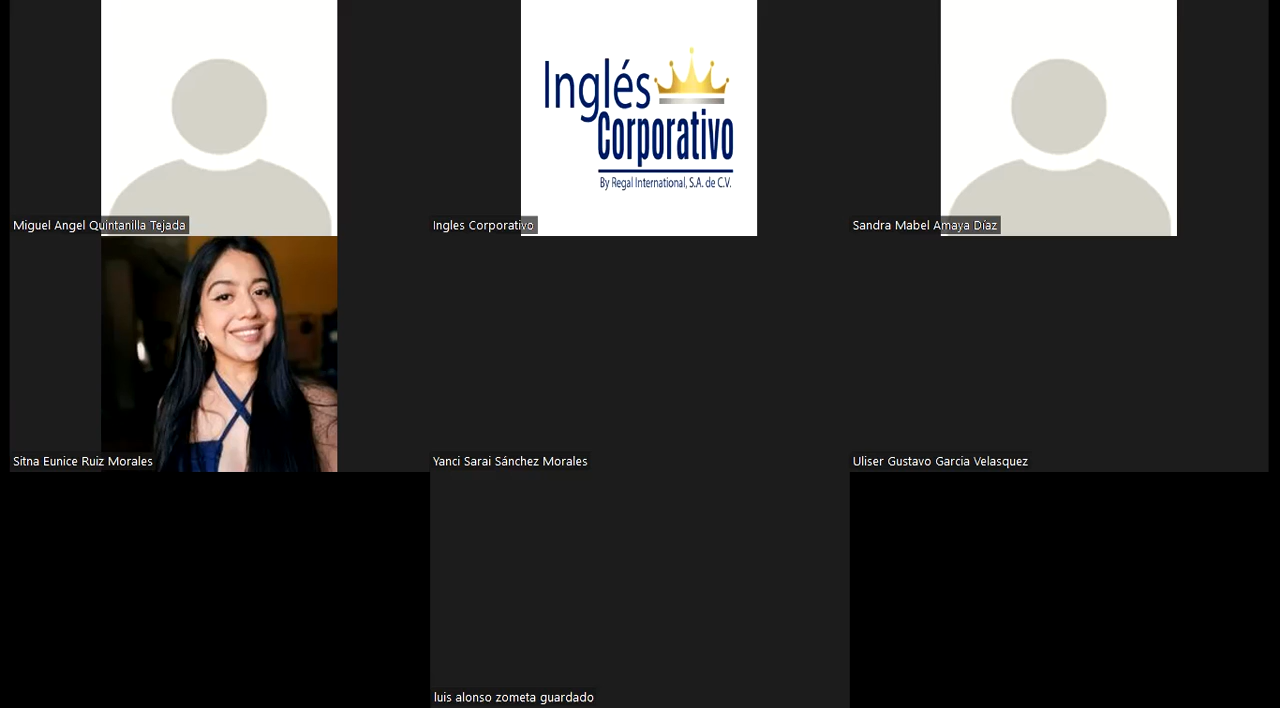 Inglés
Corporativo
By Regal International, S.A. de C.V.
Miguel Angel Quintanilla Tejada
Ingles Corporativo
Sandra Mabel Amaya Díaz
Sitna Eunice Ruiz Morales
Yanci Sarai Sánchez Morales
Uliser Gustavo Garcia Velasquez
luis alonso zometa guardado